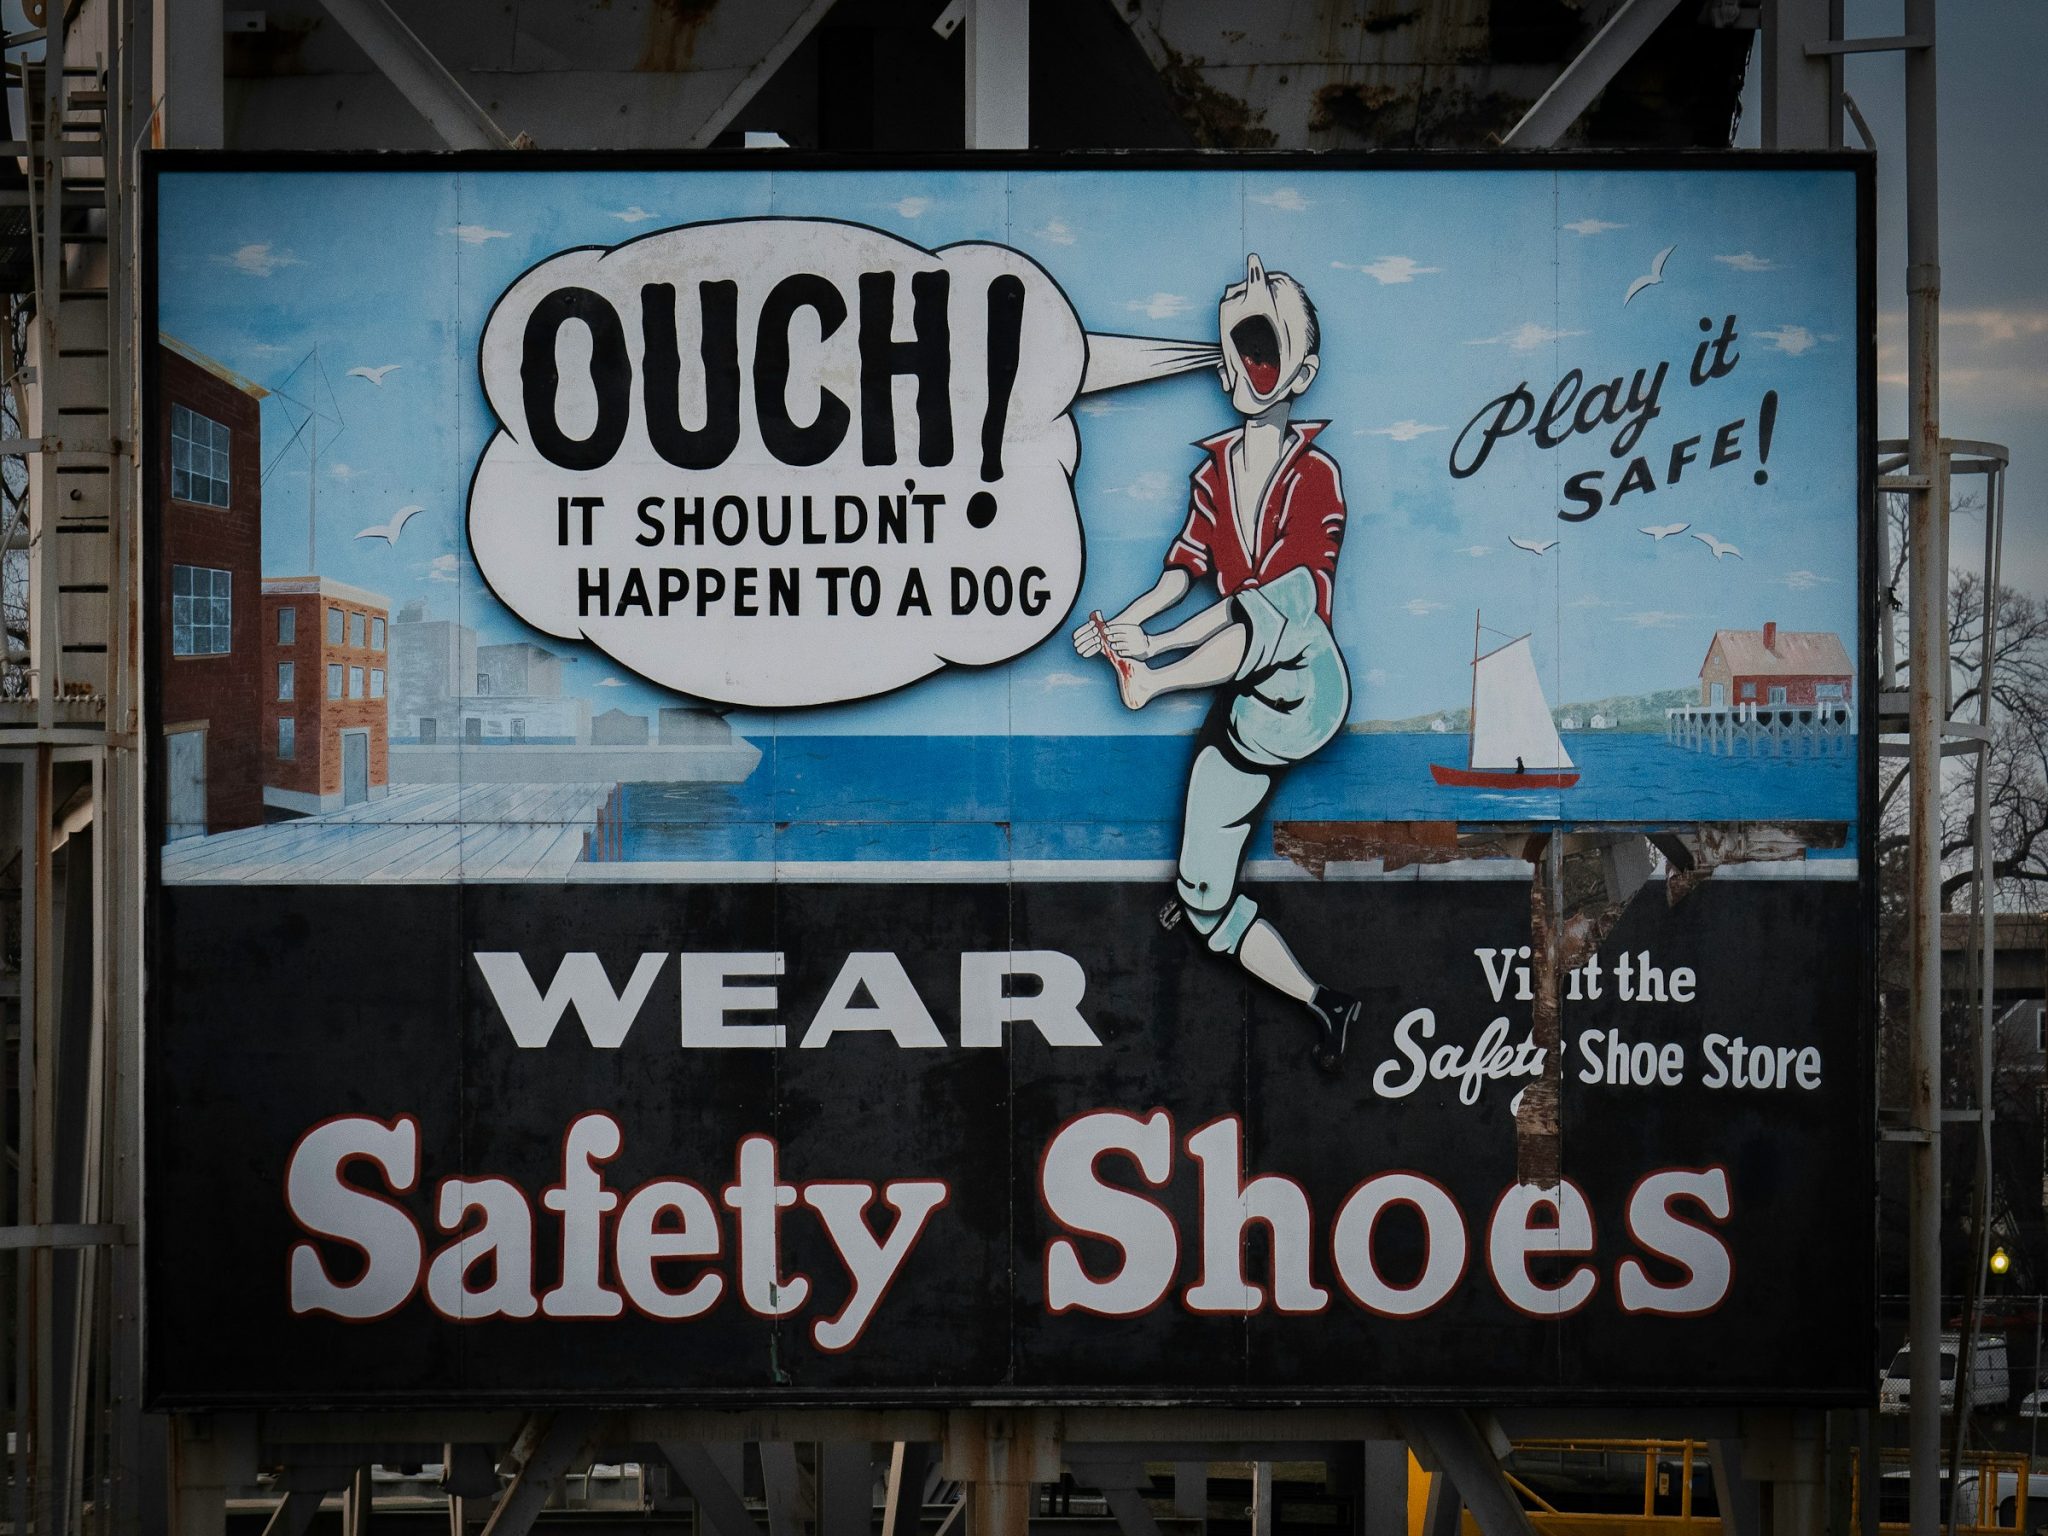 OUCH!
IT SHOULDN'T
HAPPEN TO A DOG
Play it
SAFE!
WEAR
Safety Shoes
Visit the
Safety Shoe Store